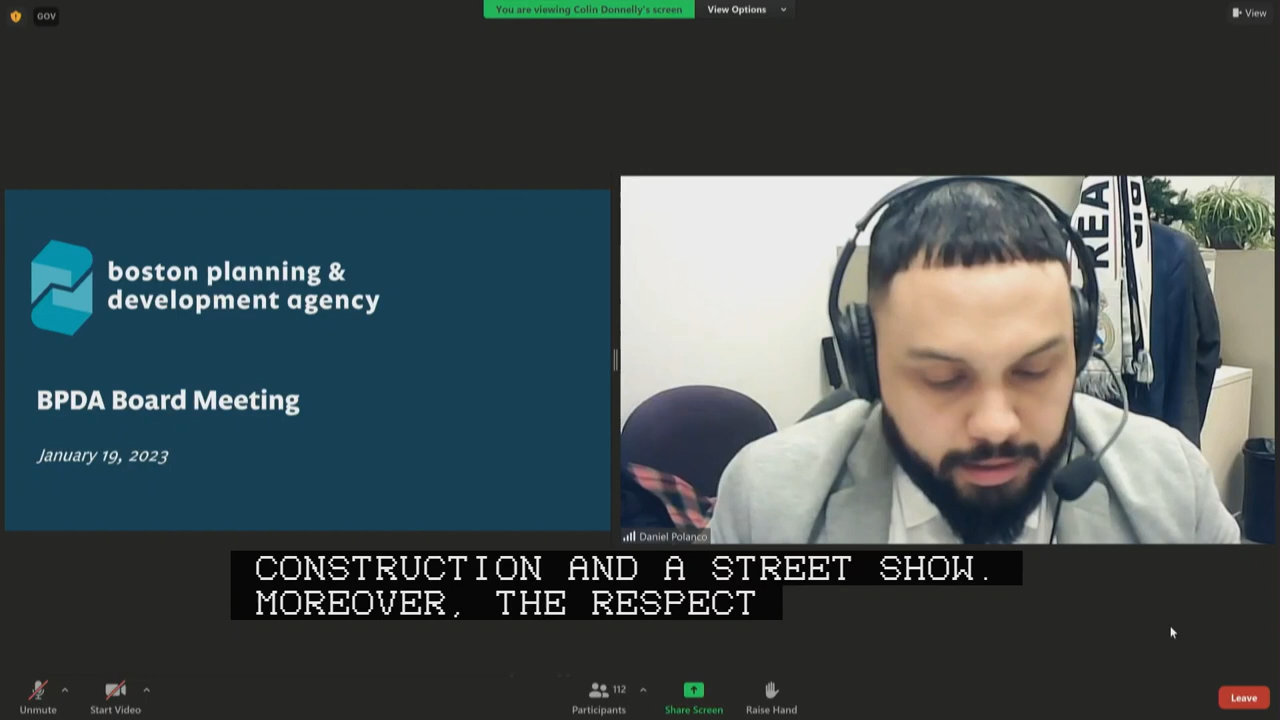 GOV
You are viewing Colin Donnelly's screen
View Options
View
boston planning &
development agency
BPDA Board Meeting
January 19, 2023
REA
Daniel Polanco
CONSTRUCTION AND A STREET SHOW.
MOREOVER, THE RESPECT
Unmute
Start Video
112
Participants
Share Screen
Raise Hand
Leave